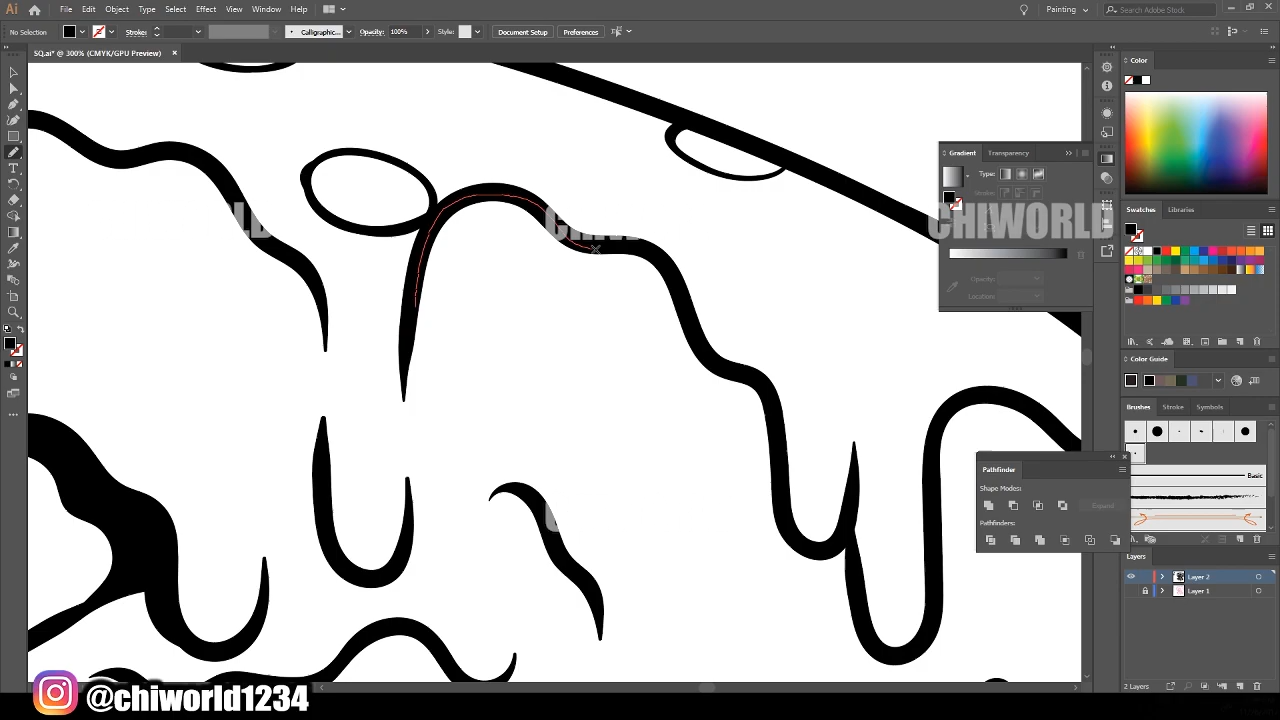 Ai File Edit Object Type Select Effect View Window Help Painting Search Adobe Stock
No Selection Stroke: Calligraphic... Opacity: 100% Style: Document Setup Preferences
SQ.ai* @ 300% (CMYK/GPU Preview) ×
Color
Gradient Transparency
Type:
Stroke:
Opacity:
Location:
CHIWORLD
Swatches Libraries
Color Guide
Brushes Stroke Symbols
Basic
Pathfinder
Shape Modes:
Expand
Pathfinders:
Layers
Layer 2
Layer 1
2 Layers
@chiworld1234